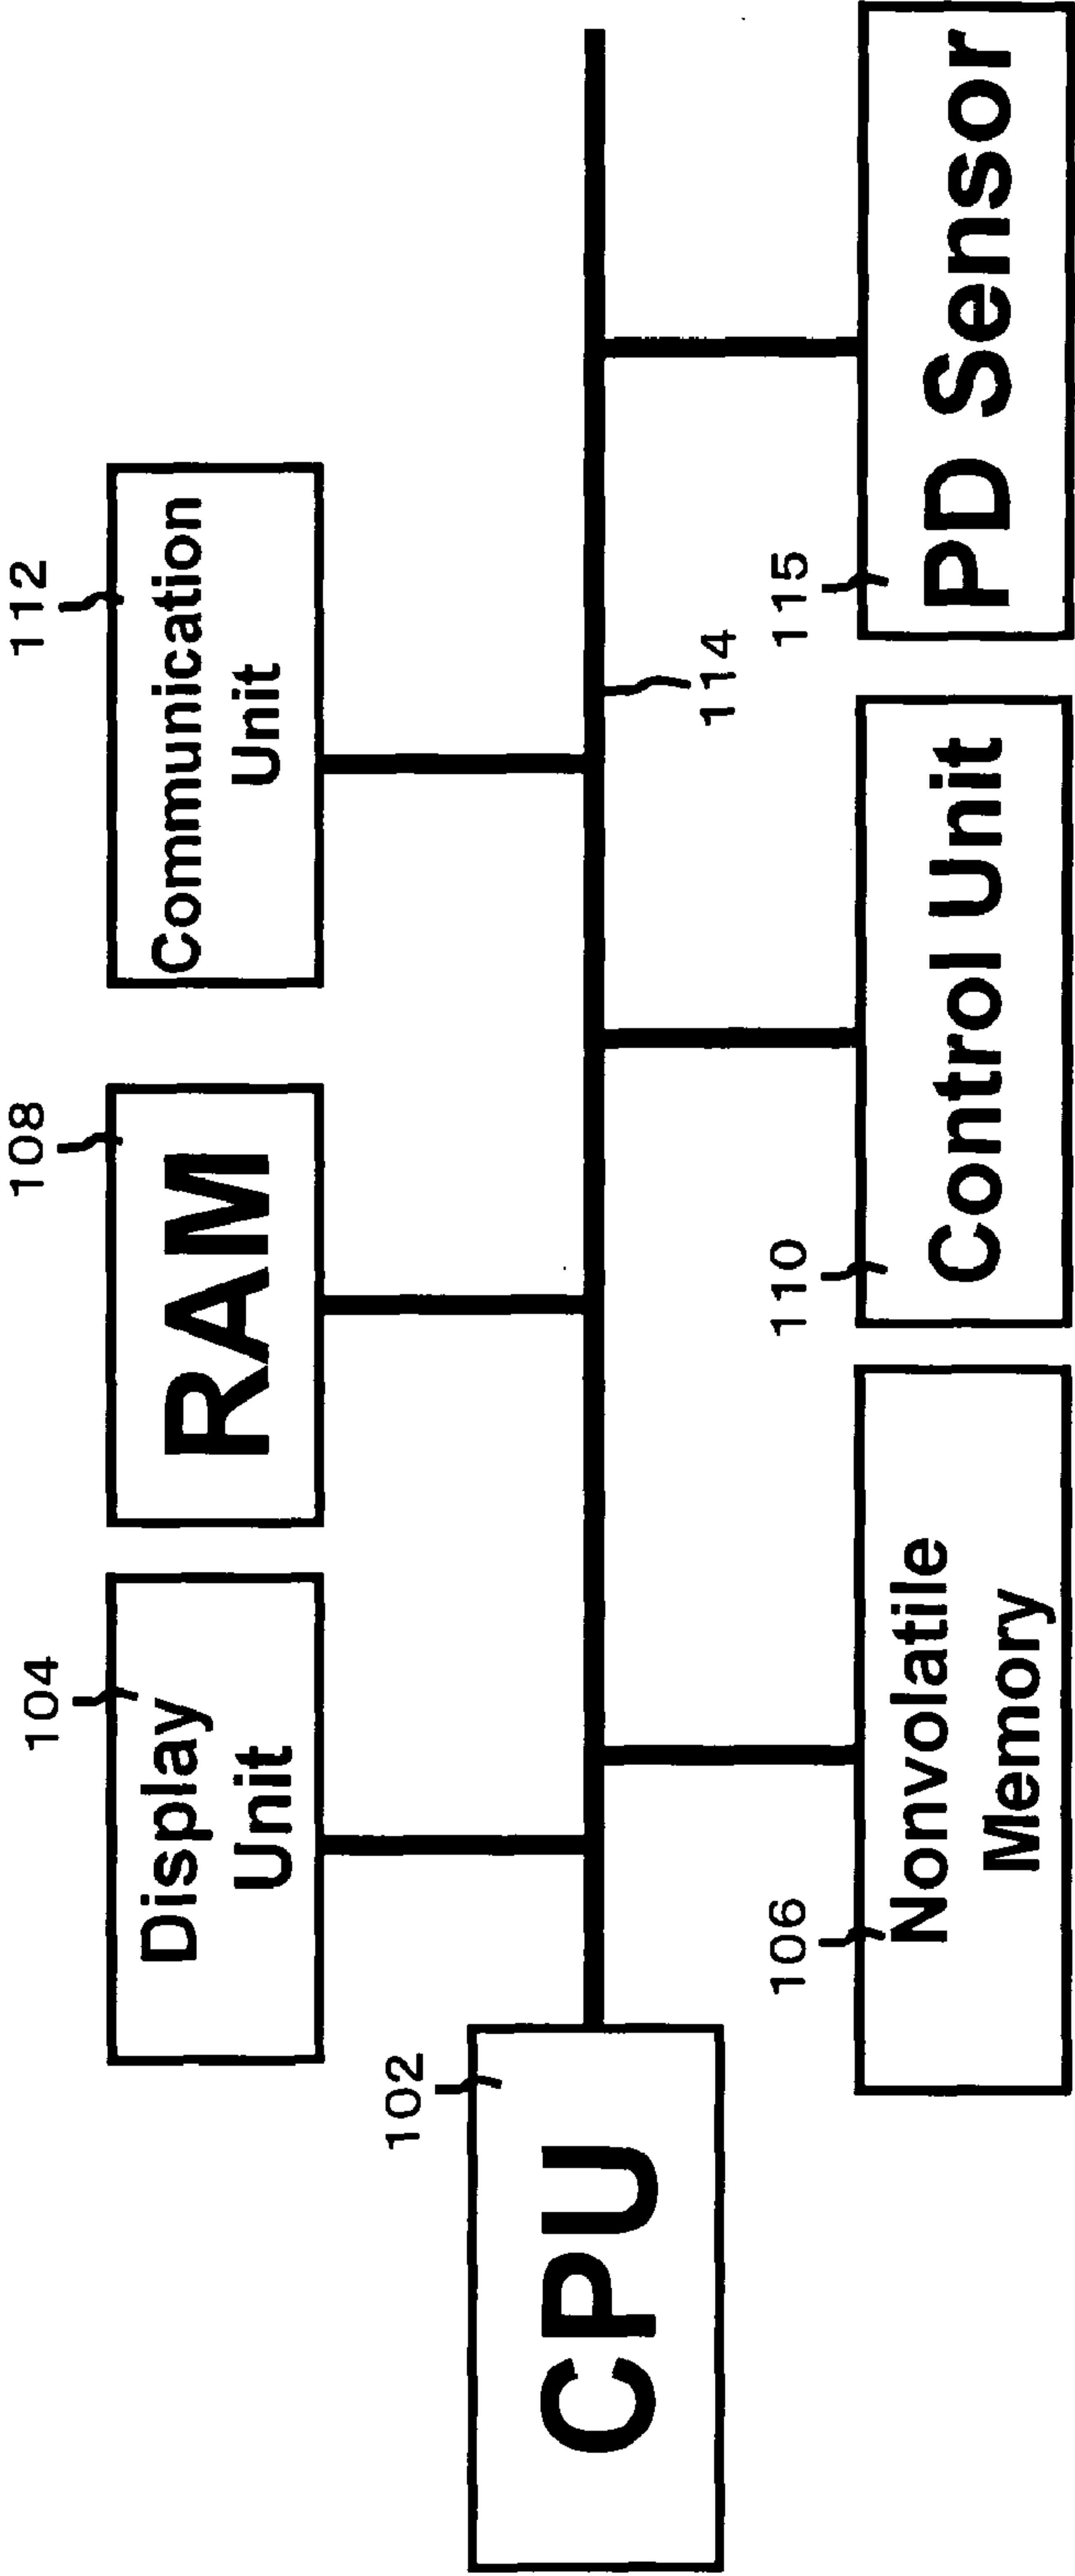 112
108
104
Communication
Unit
RAM
Display
Unit
102
CPU
114
115
110
106
PD Sensor
Control Unit
Nonvolatile
Memory